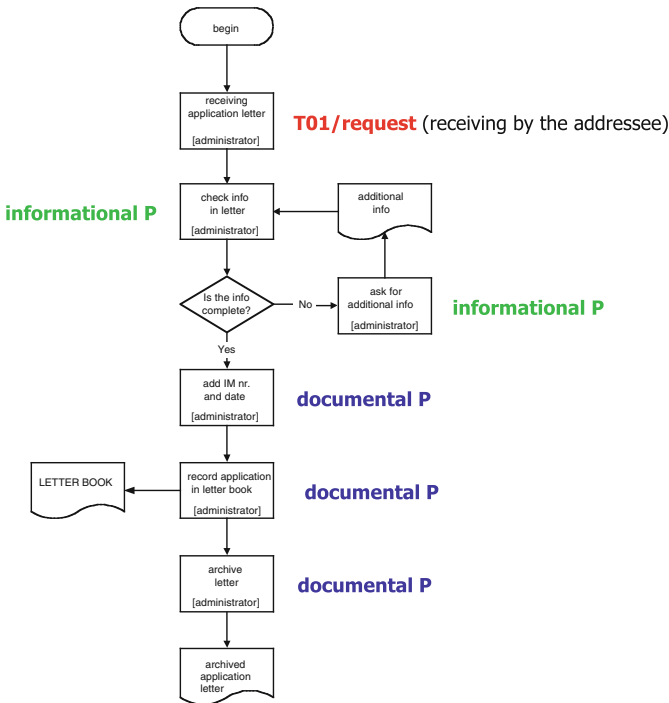 begin
receiving
application letter
[administrator]
T01/request (receiving by the addressee)
informational P
check info
in letter
[administrator]
additional
info
Is the info
complete?
No
ask for
additional info
[administrator]
informational P
Yes
add IM nr.
and date
[administrator]
documental P
LETTER BOOK
record application
in letter book
[administrator]
documental P
archive
letter
[administrator]
documental P
archived
application
letter